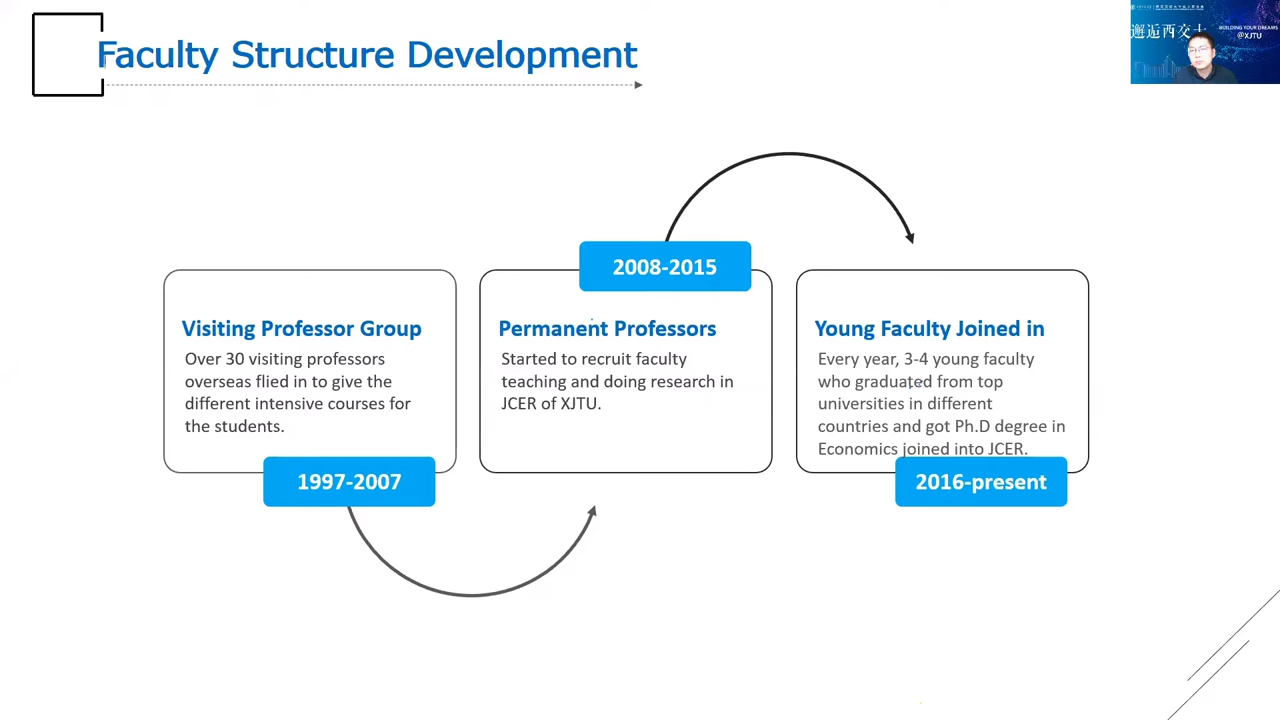 Faculty Structure Development
邂逅西交大
BUILDING YOUR DREAMS
@XJTU
2008-2015
Visiting Professor Group
Over 30 visiting professors
overseas flied in to give the
different intensive courses for
the students.
1997-2007
Permanent Professors
Started to recruit faculty
teaching and doing research in
JCER of XJTU.
Young Faculty Joined in
Every year, 3-4 young faculty
who graduated from top
universities in different
countries and got Ph.D degree in
Economics joined into JCER.
2016-present